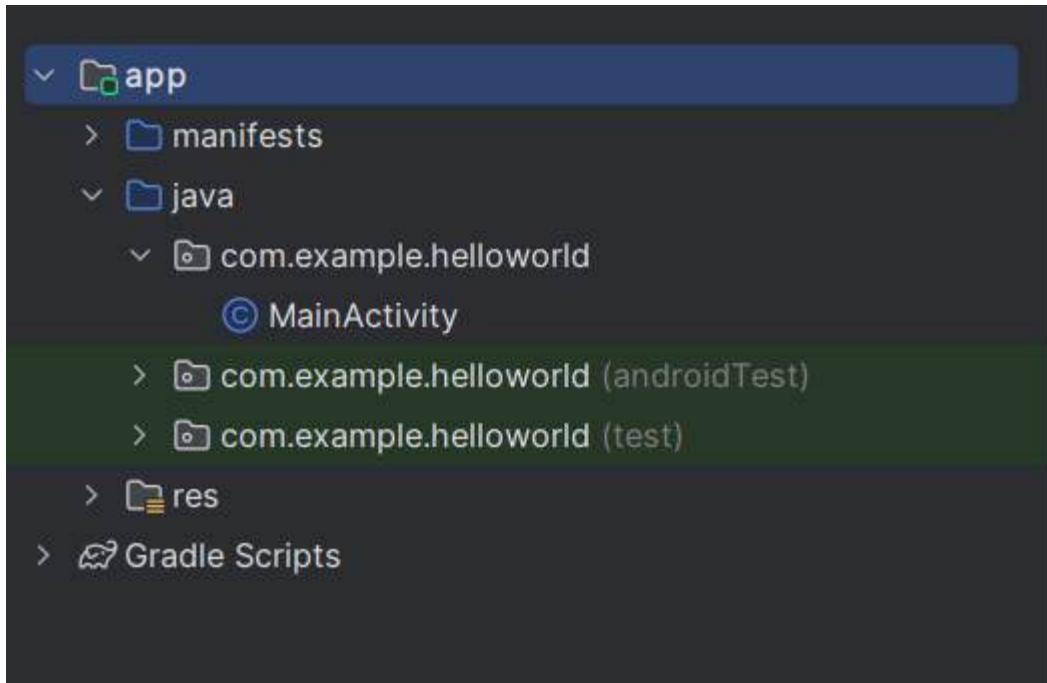 app
manifests
java
com.example.helloworld
MainActivity
com.example.helloworld (androidTest)
com.example.helloworld (test)
res
Gradle Scripts